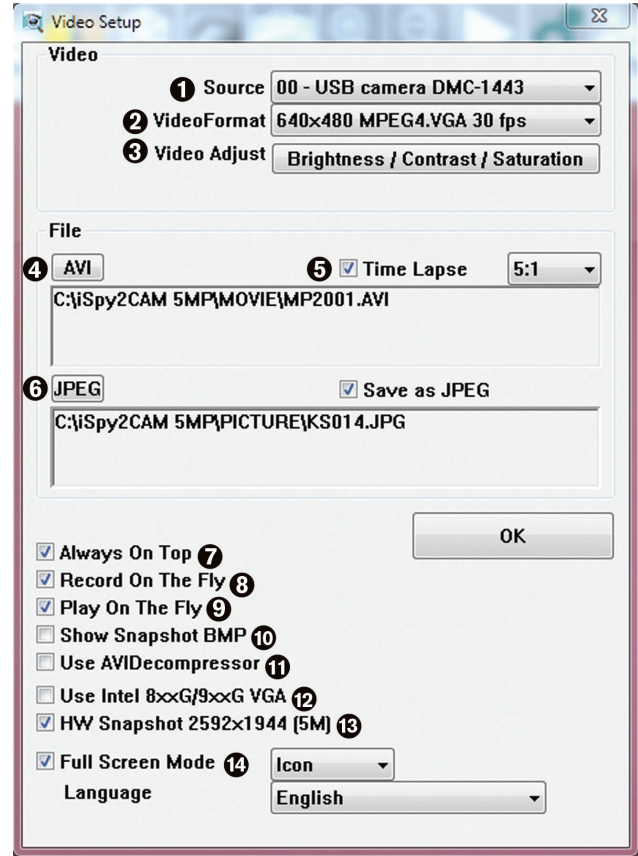 Video Setup
Video
1 Source 00 - USB camera DMC-1443
2 VideoFormat 640x480 MPEG4.VGA 30 fps
3 Video Adjust Brightness / Contrast / Saturation
File
4 AVI 5 Time Lapse 5:1
C:\iSpy2CAM 5MP\MOVIE\MP2001.AVI
6 JPEG Save as JPEG
C:\iSpy2CAM 5MP\PICTURE\KS014.JPG
OK
Always On Top 7
Record On The Fly 8
Play On The Fly 9
Show Snapshot BMP 10
Use AVIDecompressor 11
Use Intel 8xxG/9xxG VGA 12
HW Snapshot 2592x1944 (5M) 13
Full Screen Mode 14 Icon
Language English